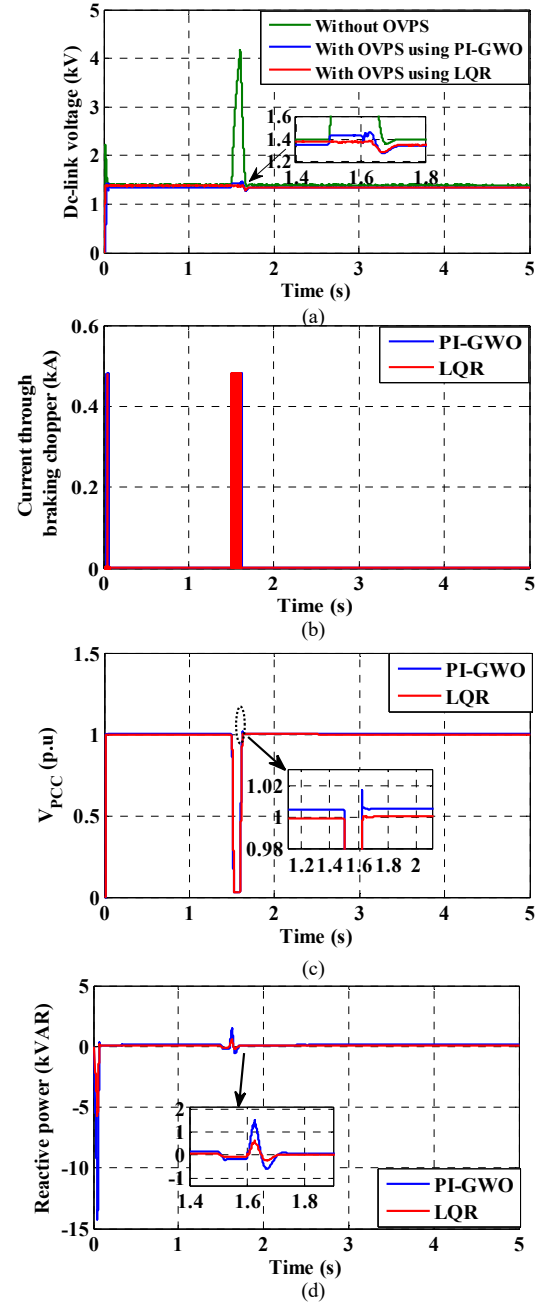 5
4
3
2
1
0
Dc-link voltage (kV)
Without OVPS
With OVPS using PI-GWO
With OVPS using LQR
1.6
1.4
1.2
1.4 1.6 1.8
0 1 2 3 4 5
Time (s)
(a)
0.6
0.4
0.2
0
Current through
braking chopper (kA)
PI-GWO
LQR
0 1 2 3 4 5
Time (s)
(b)
1.5
1
0.5
0
VPCC (p.u)
PI-GWO
LQR
1.02
1
0.98
1.2 1.4 1.6 1.8 2
0 1 2 3 4 5
Time (s)
(c)
5
0
-5
-10
-15
Reactive power (kVAR)
2
1
0
-1
1.4 1.6 1.8
PI-GWO
LQR
0 1 2 3 4 5
Time (s)
(d)